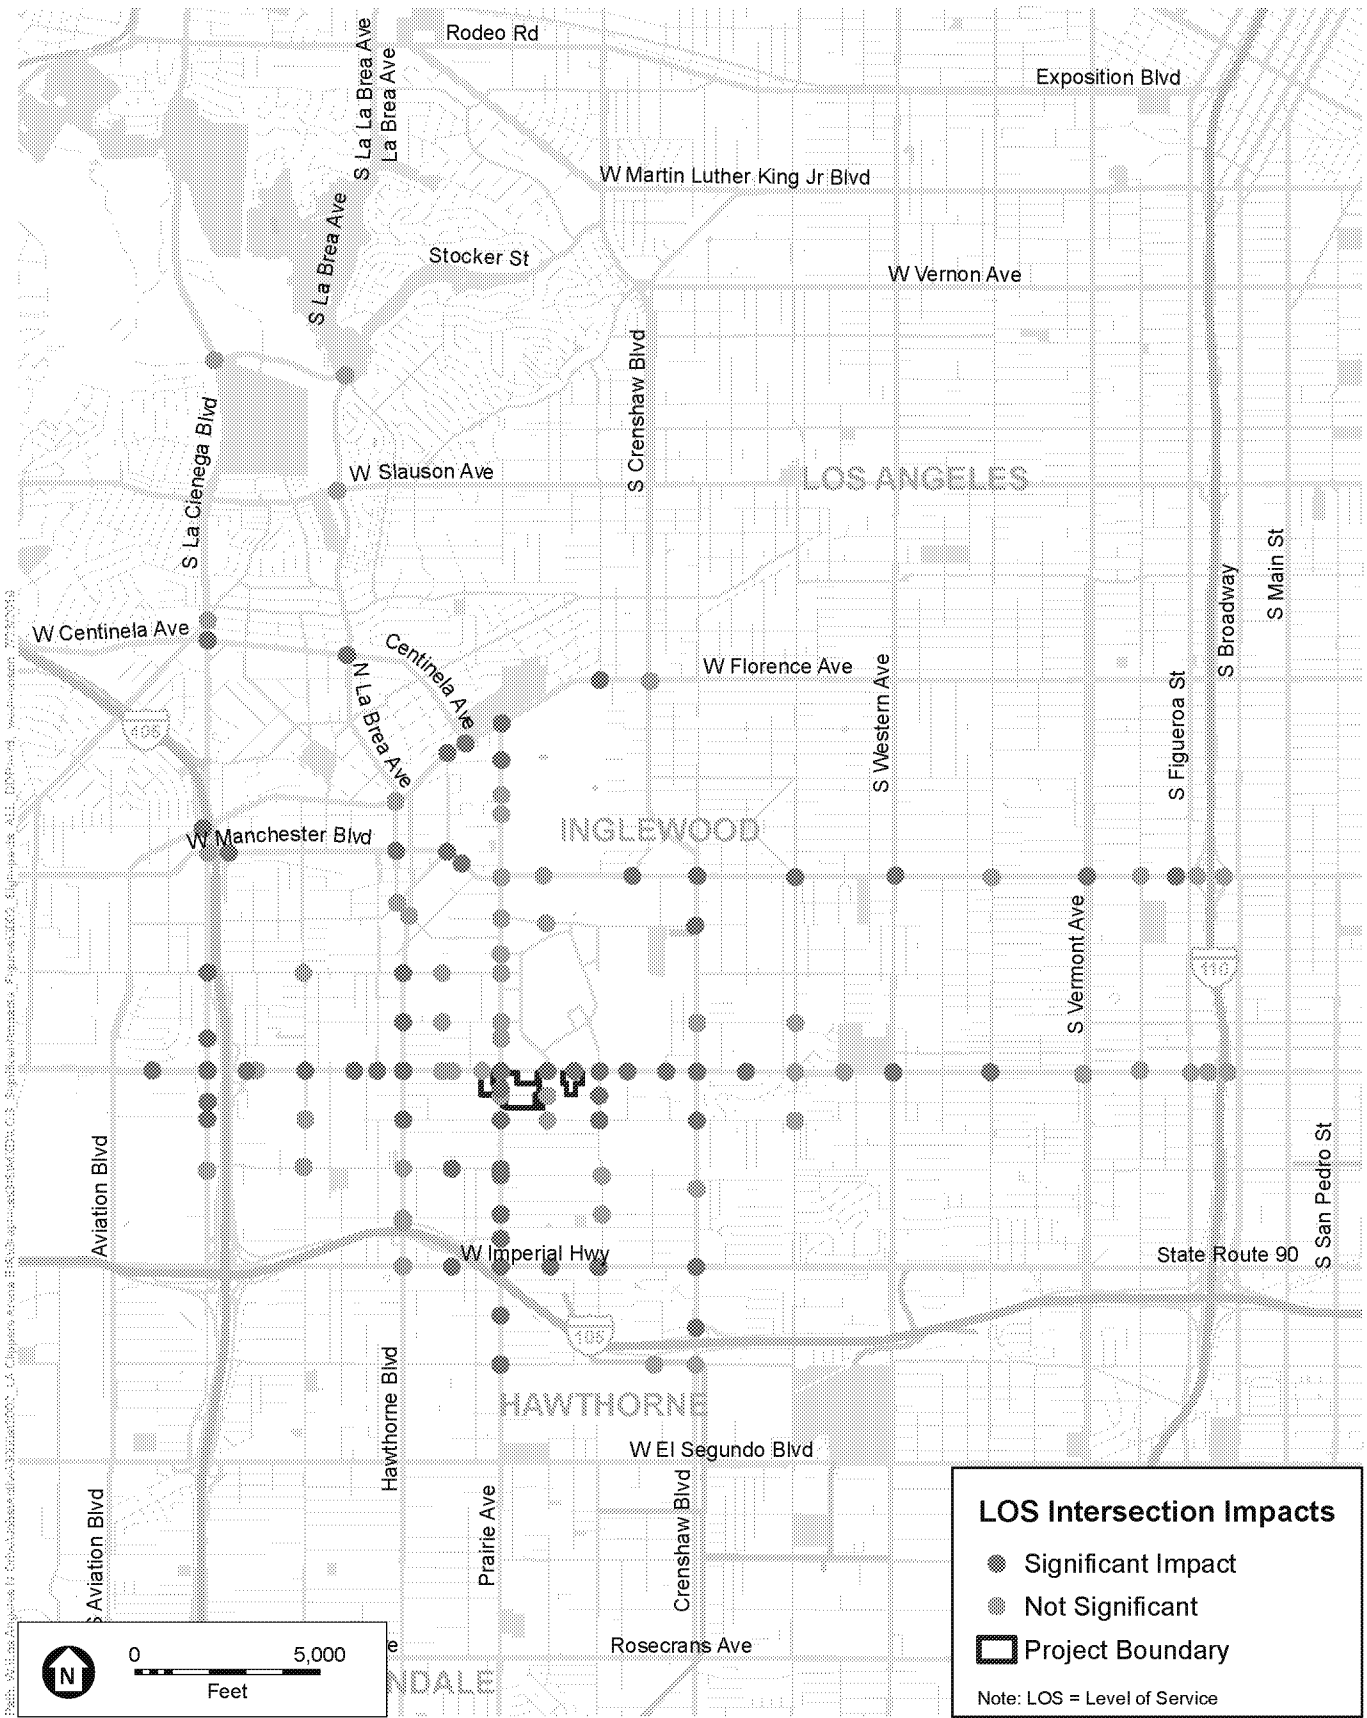 Rodeo Rd
S La La Brea Ave
La Brea Ave
Exposition Blvd
W Martin Luther King Jr Blvd
S La Brea Ave
Stocker St
W Vernon Ave
S Crenshaw Blvd
S La Cienega Blvd
W Slauson Ave
LOS ANGELES
S Main St
S Broadway
W Centinela Ave
Centinela Ave
N La Brea Ave
W Florence Ave
S Western Ave
S Figueroa St
405
W Manchester Blvd
INGLEWOOD
S Vermont Ave
110
Aviation Blvd
S San Pedro St
W Imperial Hwy
State Route 90
105
Hawthorne Blvd
HAWTHORNE
W El Segundo Blvd
Prairie Ave
Crenshaw Blvd
S Aviation Blvd
Rosecrans Ave
NDALE
N
0 5,000
Feet
LOS Intersection Impacts
Significant Impact
Not Significant
Project Boundary
Note: LOS = Level of Service